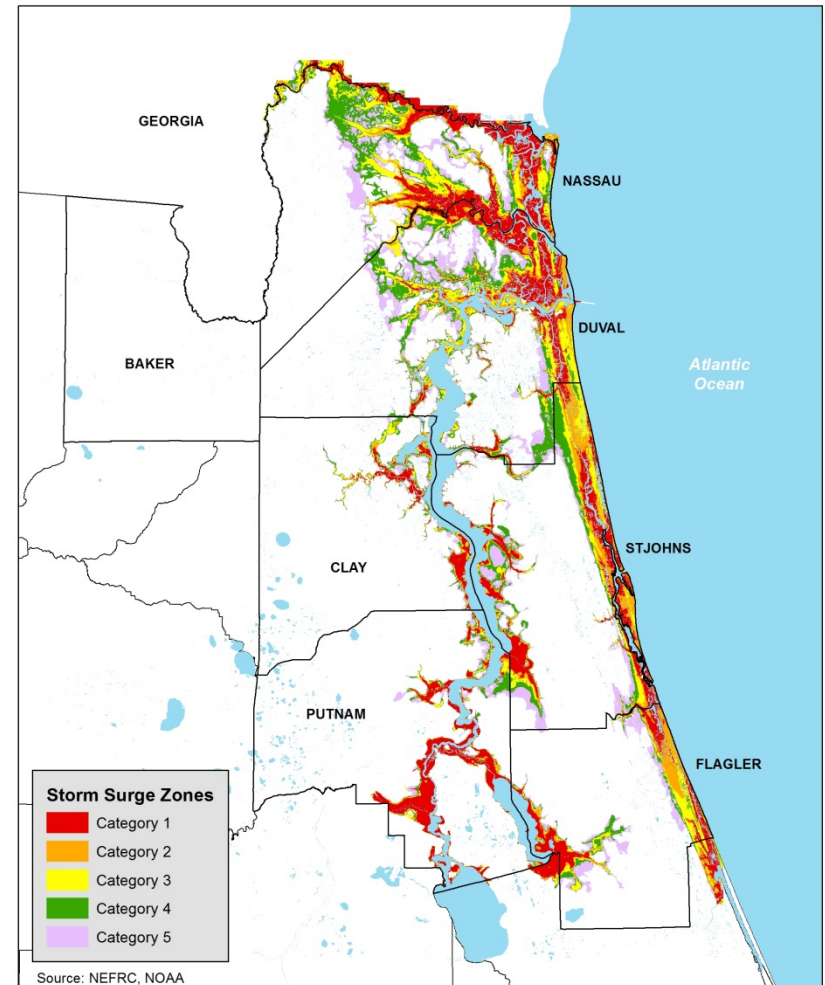 GEORGIA
NASSAU
DUVAL
BAKER
Atlantic
Ocean
STJOHNS
CLAY
PUTNAM
FLAGLER
Storm Surge Zones
Category 1
Category 2
Category 3
Category 4
Category 5
Source: NEFRC, NOAA